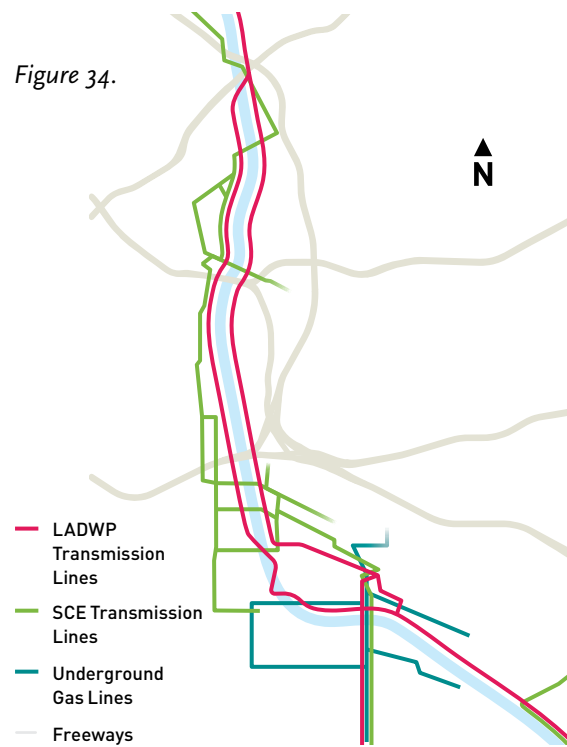 Figure 34.
N
LADWP
Transmission
Lines
SCE Transmission
Lines
Underground
Gas Lines
Freeways